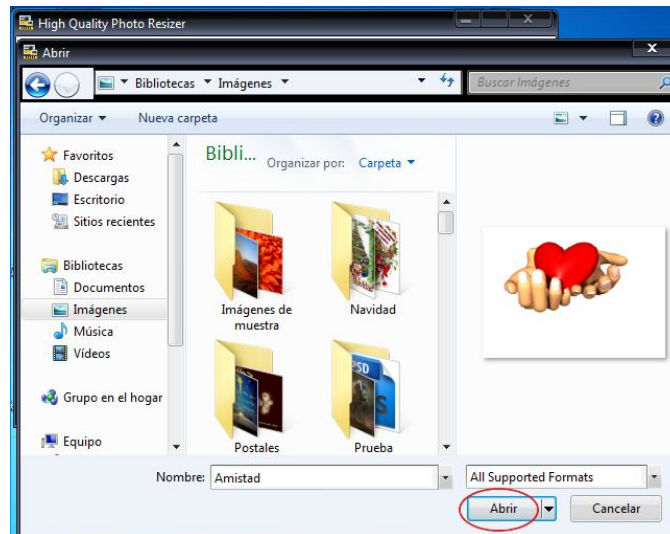 High Quality Photo Resizer
Abrir
Bibliotecas Imágenes
Buscar Imágenes
Organizar
Nueva carpeta
Favoritos
Descargas
Escritorio
Sitios recientes
Bibliotecas
Documentos
Imágenes
Música
Vídeos
Grupo en el hogar
Equipo
Bibli...
Organizar por: Carpeta
Imágenes de
muestra
Navidad
PSD
Postales
Prueba
Nombre: Amistad
All Supported Formats
Abrir
Cancelar